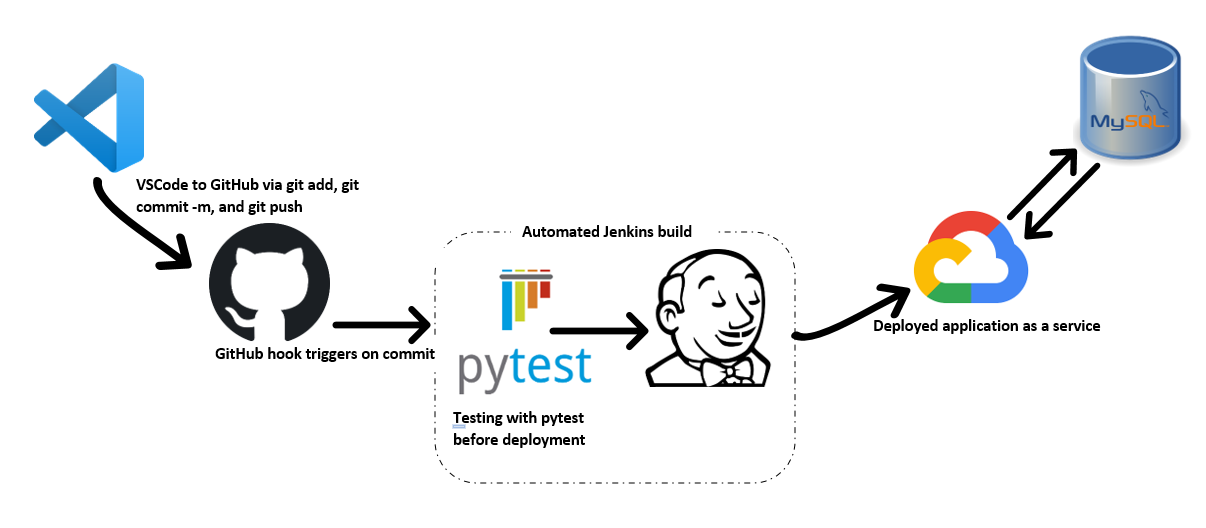 MySQL
VSCode to GitHub via git add, git
commit -m, and git push
Automated Jenkins build
Deployed application as a service
GitHub hook triggers on commit
pytest
Testing with pytest
before deployment